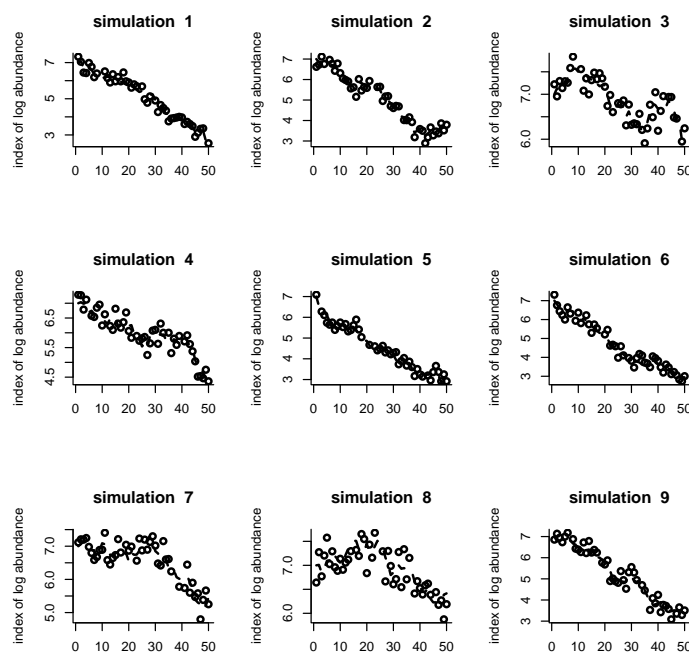 simulation 1
index of log abundance
7
5
3
0 10 20 30 40 50
simulation 2
index of log abundance
7
6
5
4
3
0 10 20 30 40 50
simulation 3
index of log abundance
7.0
6.0
0 10 20 30 40 50
simulation 4
index of log abundance
6.5
5.5
4.5
0 10 20 30 40 50
simulation 5
index of log abundance
7
6
5
4
3
0 10 20 30 40 50
simulation 6
index of log abundance
7
6
5
4
3
0 10 20 30 40 50
simulation 7
index of log abundance
7.0
6.0
5.0
0 10 20 30 40 50
simulation 8
index of log abundance
7.0
6.0
0 10 20 30 40 50
simulation 9
index of log abundance
7
6
5
4
3
0 10 20 30 40 50